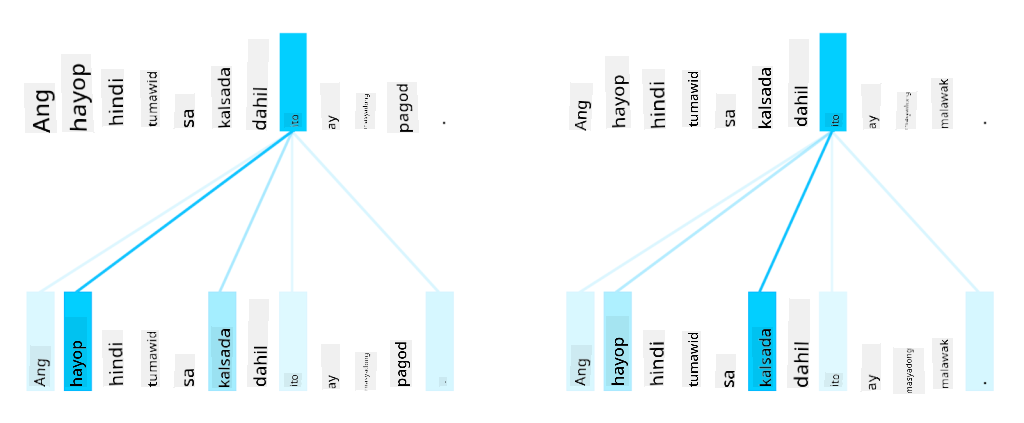 Ang hayop hindi tumawid sa kalsada dahil ito ay masyadong pagod .
Ang hayop hindi tumawid sa kalsada dahil ito ay masyadong malawak .
Ang hayop hindi tumawid sa kalsada dahil ito ay masyadong pagod .
Ang hayop hindi tumawid sa kalsada dahil ito ay masyadong malawak .